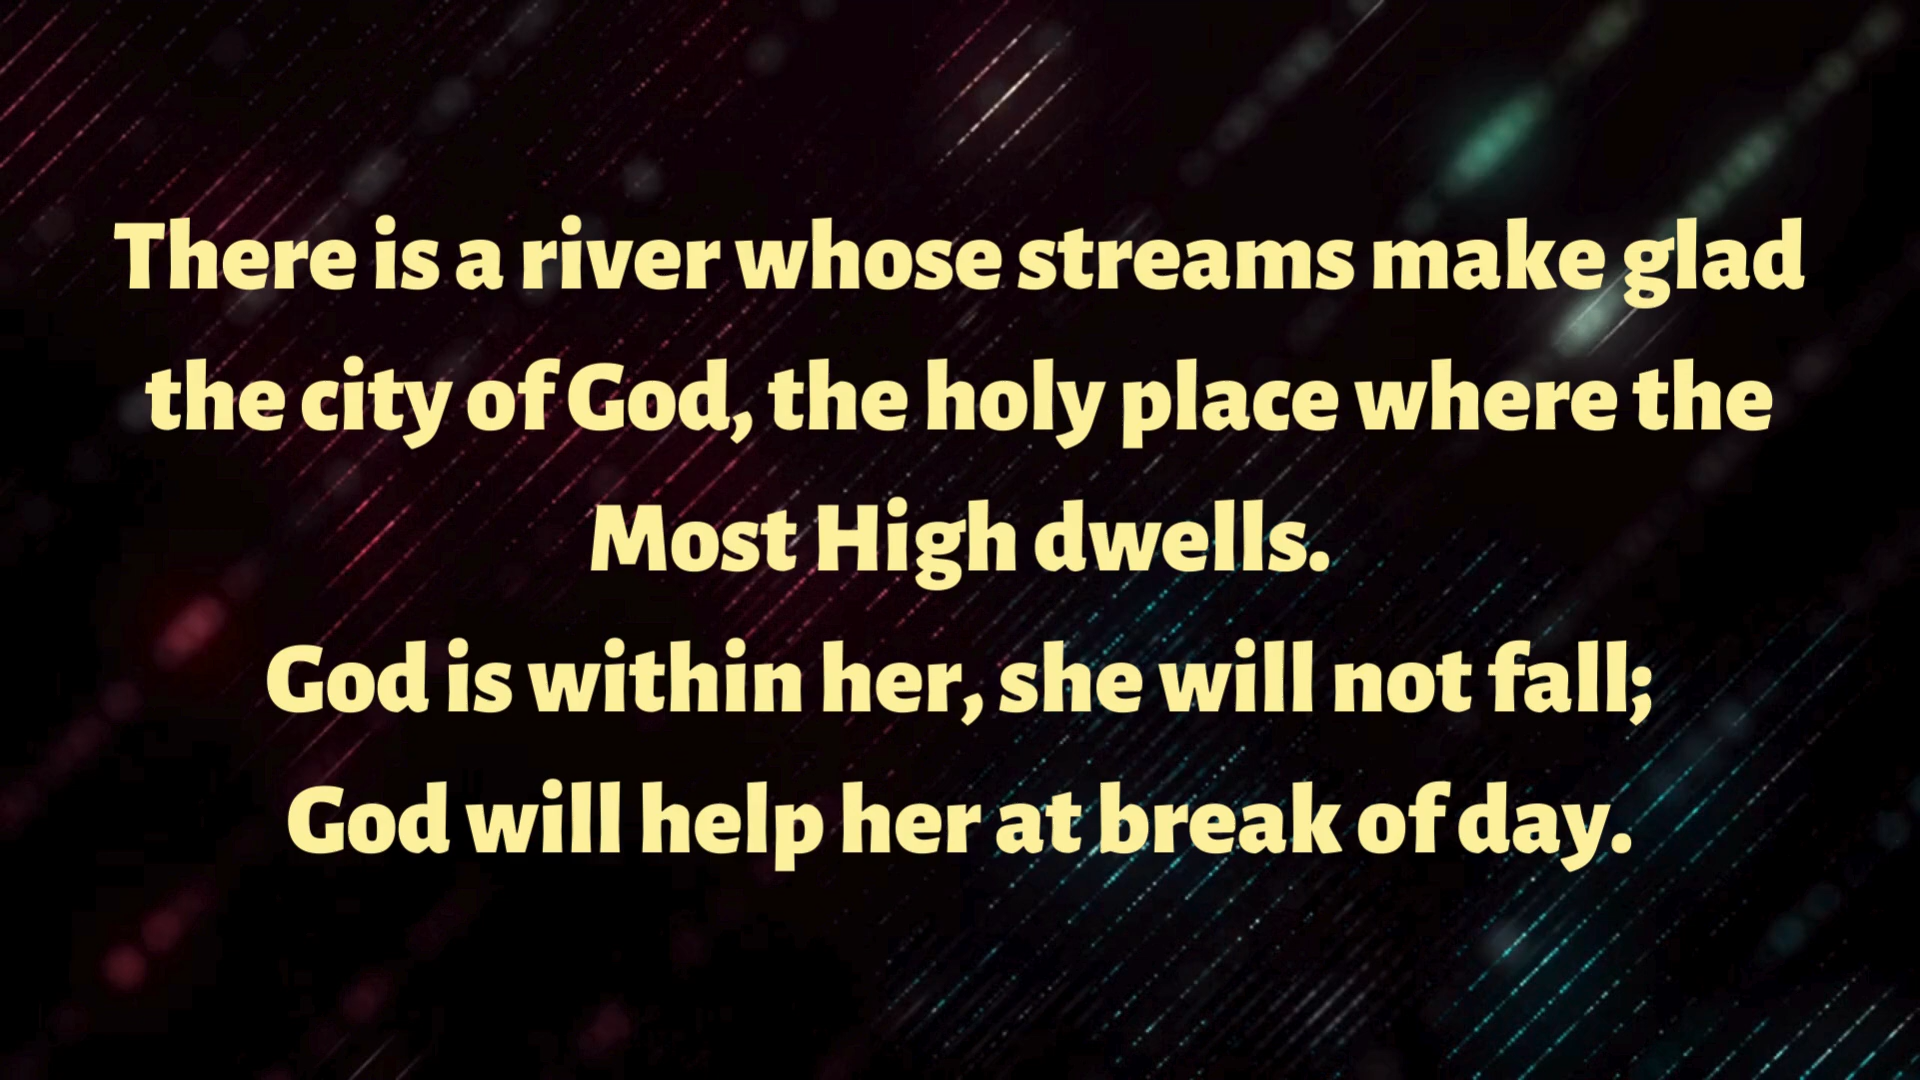 There is a river whose streams make glad
the city of God, the holy place where the
Most High dwells.
God is within her, she will not fall;
God will help her at break of day.